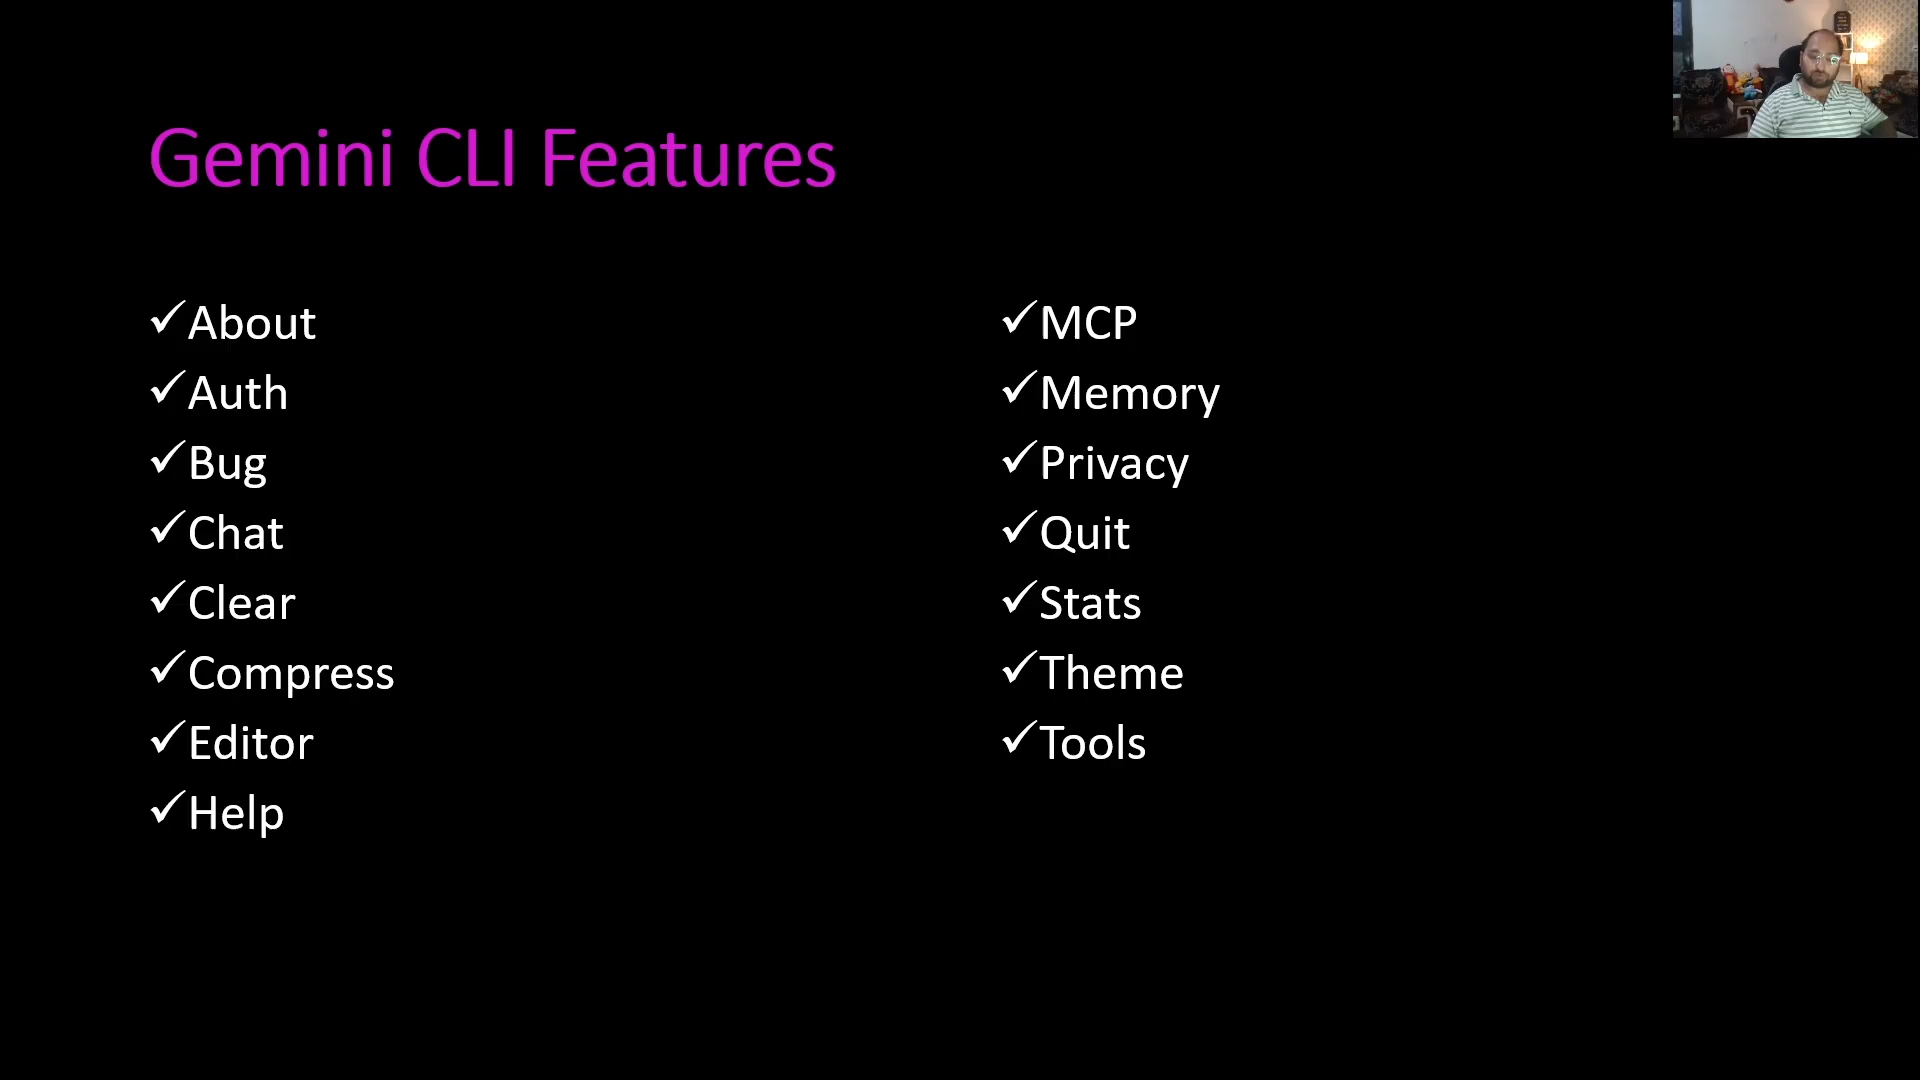 Gemini CLI Features
✓About
✓Auth
✓Bug
✓Chat
✓Clear
✓Compress
✓Editor
✓Help
✓MCP
✓Memory
✓Privacy
✓Quit
✓Stats
✓Theme
✓Tools